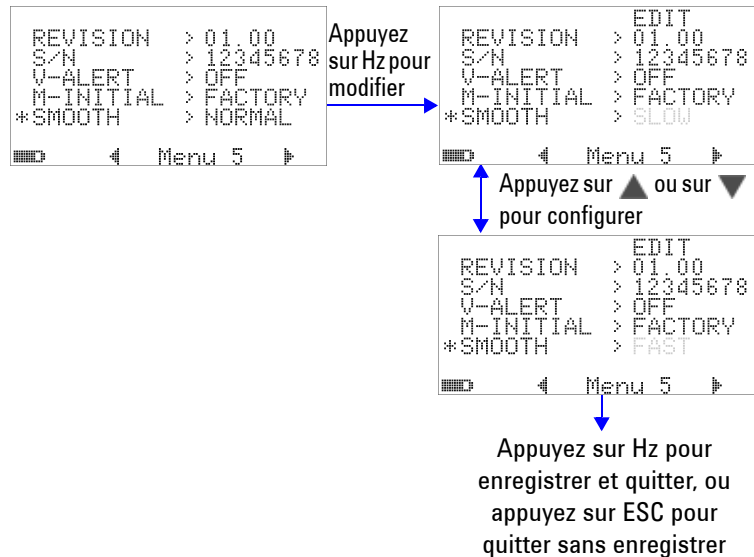 REVISION > 01.00
S/N > 12345678
V-ALERT > OFF
M-INITIAL > FACTORY
*SMOOTH > NORMAL
Menu 5
Appuyez
sur Hz pour
modifier
EDIT
REVISION > 01.00
S/N > 12345678
V-ALERT > OFF
M-INITIAL > FACTORY
*SMOOTH > SLOW
Menu 5
Appuyez sur ▲ ou sur ▼
pour configurer
EDIT
REVISION > 01.00
S/N > 12345678
V-ALERT > OFF
M-INITIAL > FACTORY
*SMOOTH > FAST
Menu 5
Appuyez sur Hz pour
enregistrer et quitter, ou
appuyez sur ESC pour
quitter sans enregistrer